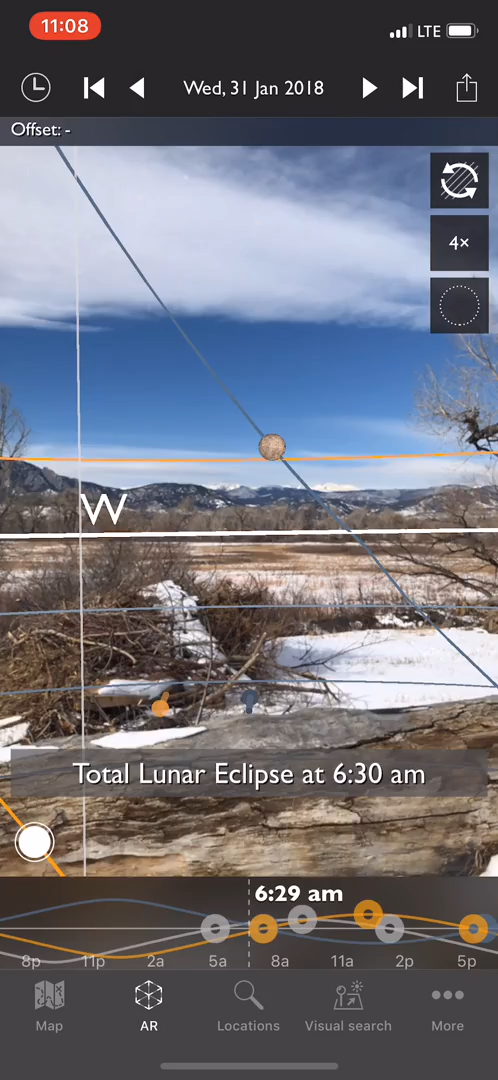 11:08
LTE
Wed, 31 Jan 2018
Offset: -
4×
W
Total Lunar Eclipse at 6:30 am
6:29 am
8p 11p 2a 5a 8a 11a 2p 5p
Map AR Locations Visual search More